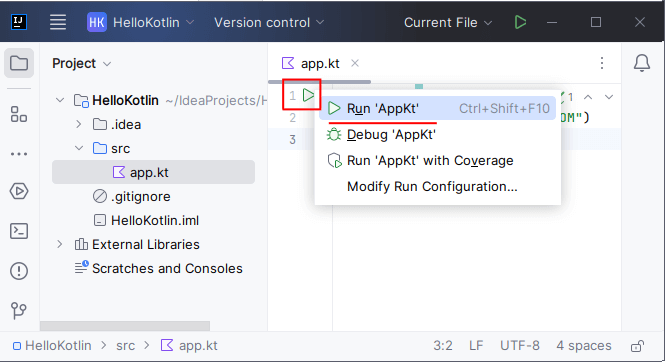 IJ
HK HelloKotlin Version control Current File
Project
app.kt
HelloKotlin ~/IdeaProjects/H
.idea
src
app.kt
.gitignore
HelloKotlin.iml
External Libraries
Scratches and Consoles
1
1
2
OM")
3
Run 'AppKt' Ctrl+Shift+F10
Debug 'AppKt'
Run 'AppKt' with Coverage
Modify Run Configuration...
HelloKotlin src app.kt 3:2 LF UTF-8 4 spaces